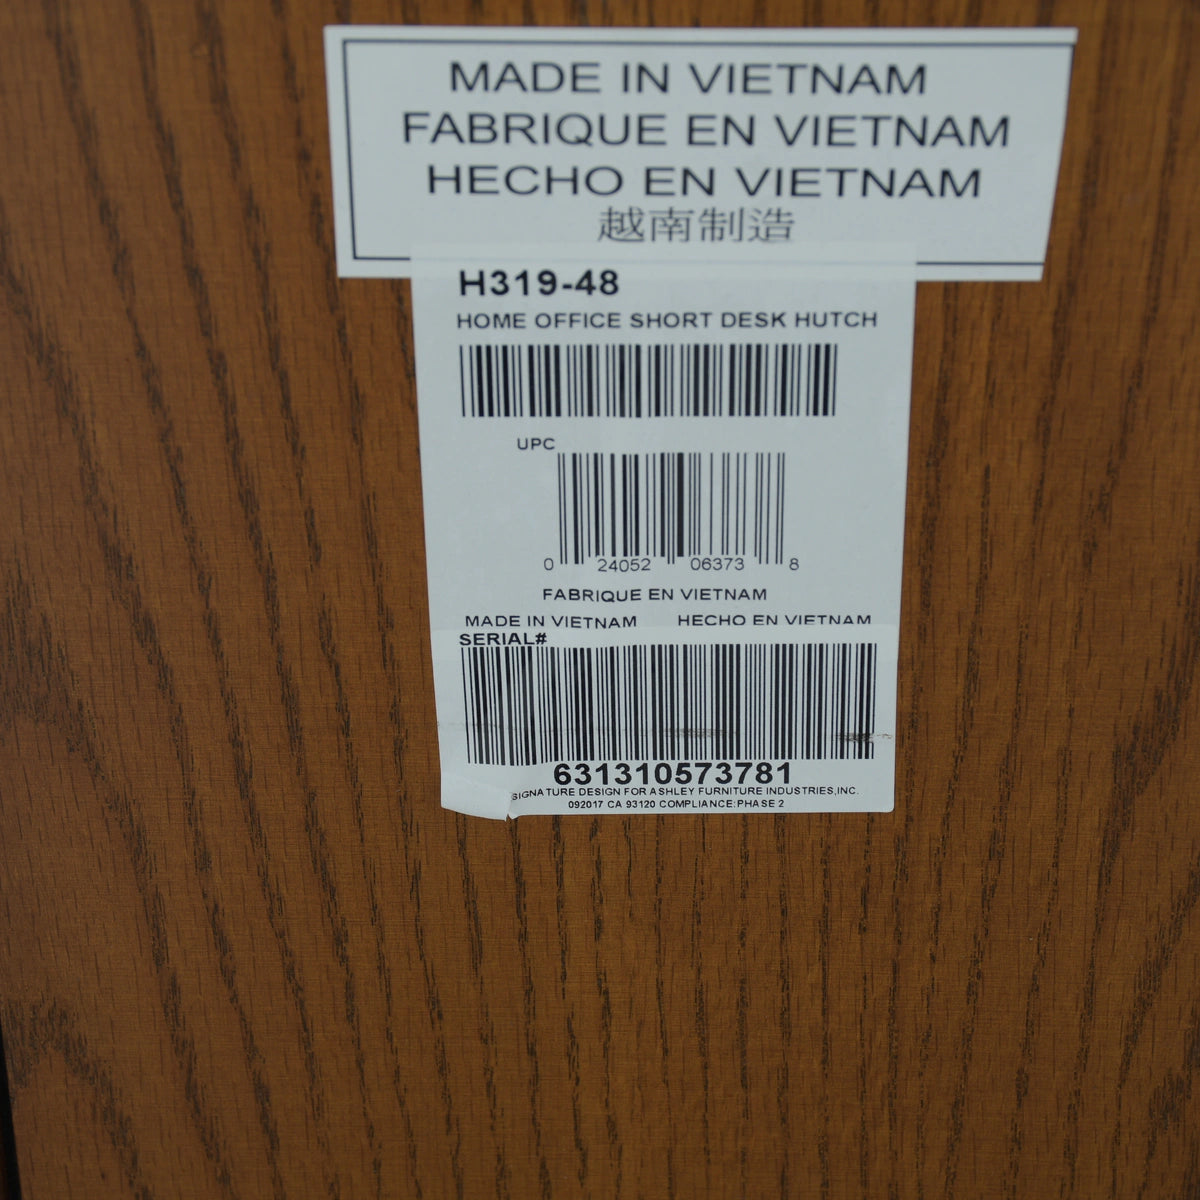 MADE IN VIETNAM
FABRIQUE EN VIETNAM
HECHO EN VIETNAM
越南制造
H319-48
HOME OFFICE SHORT DESK HUTCH
UPC
0 24052 06373 8
FABRIQUE EN VIETNAM
MADE IN VIETNAM HECHO EN VIETNAM
SERIAL#
631310573781
SIGNATURE DESIGN FOR ASHLEY FURNITURE INDUSTRIES,INC.
092017 CA 93120 COMPLIANCE:PHASE 2